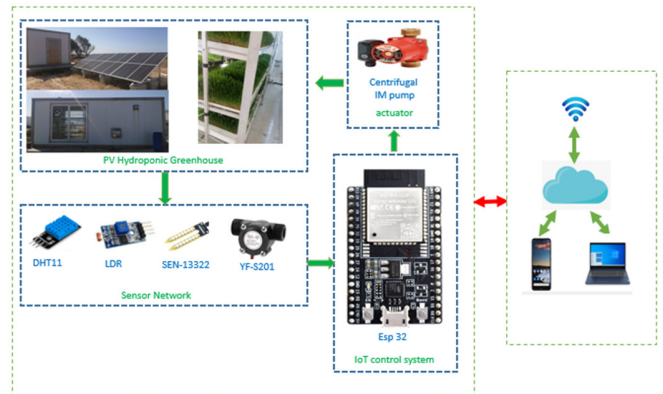 Centrifugal
IM pump
actuator
PV Hydroponic Greenhouse
DHT11
LDR
SEN-13322
YF-S201
Sensor Network
Esp 32
IoT control system